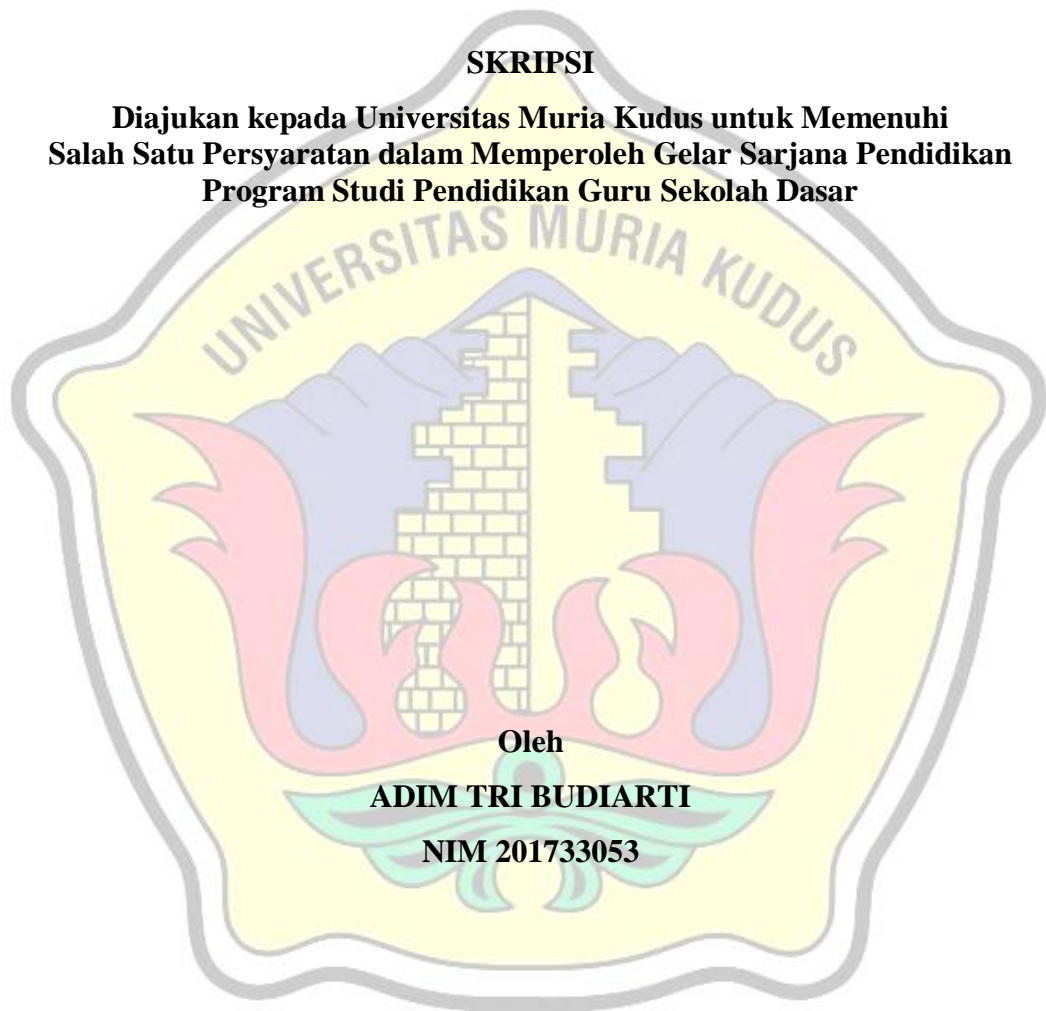 SKRIPSI
Diajukan kepada Universitas Muria Kudus untuk Memenuhi
Salah Satu Persyaratan dalam Memperoleh Gelar Sarjana Pendidikan
Program Studi Pendidikan Guru Sekolah Dasar
UNIVERSITAS MURIA KUDUS
Oleh
ADIM TRI BUDIARTI
NIM 201733053